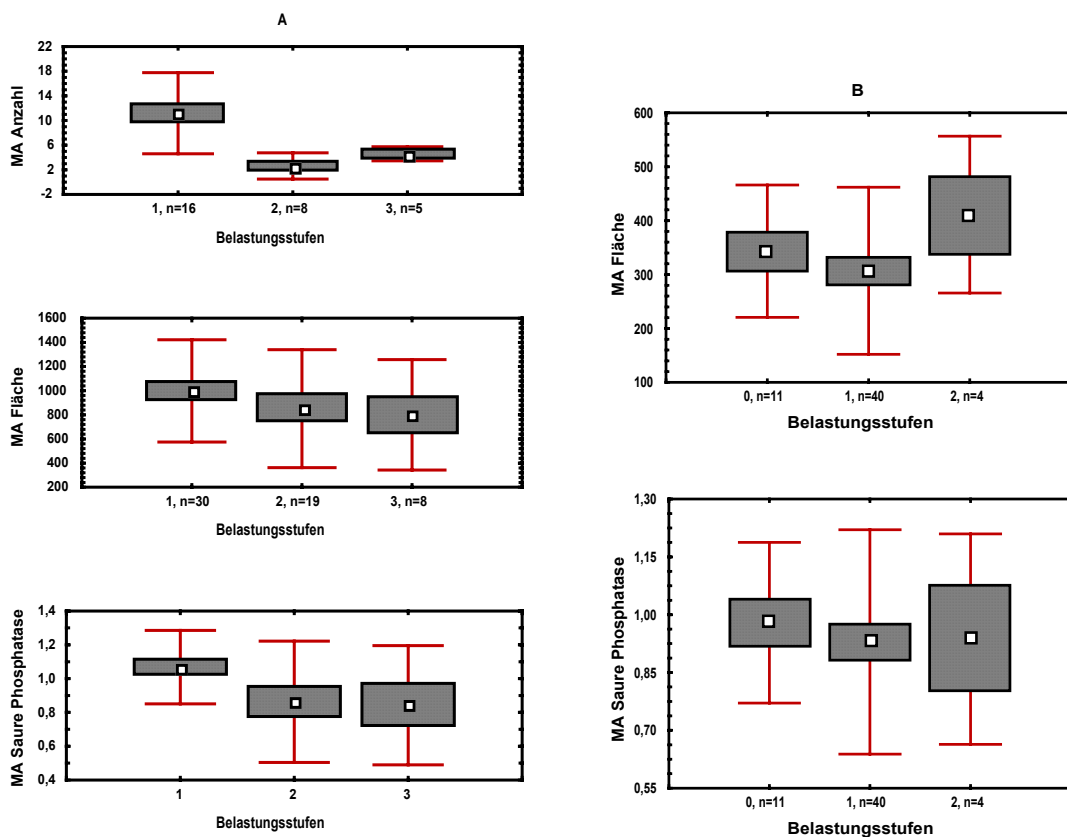 A
MA Anzahl
22
18
14
10
6
2
-2
1, n=16 2, n=8 3, n=5
Belastungsstufen
MA Fläche
1600
1400
1200
1000
800
600
400
200
1, n=30 2, n=19 3, n=8
Belastungsstufen
MA Saure Phosphatase
1,4
1,2
1,0
0,8
0,6
0,4
1 2 3
Belastungsstufen
B
MA Fläche
600
500
400
300
200
100
0, n=11 1, n=40 2, n=4
Belastungsstufen
MA Saure Phosphatase
1,30
1,15
1,00
0,85
0,70
0,55
0, n=11 1, n=40 2, n=4
Belastungsstufen